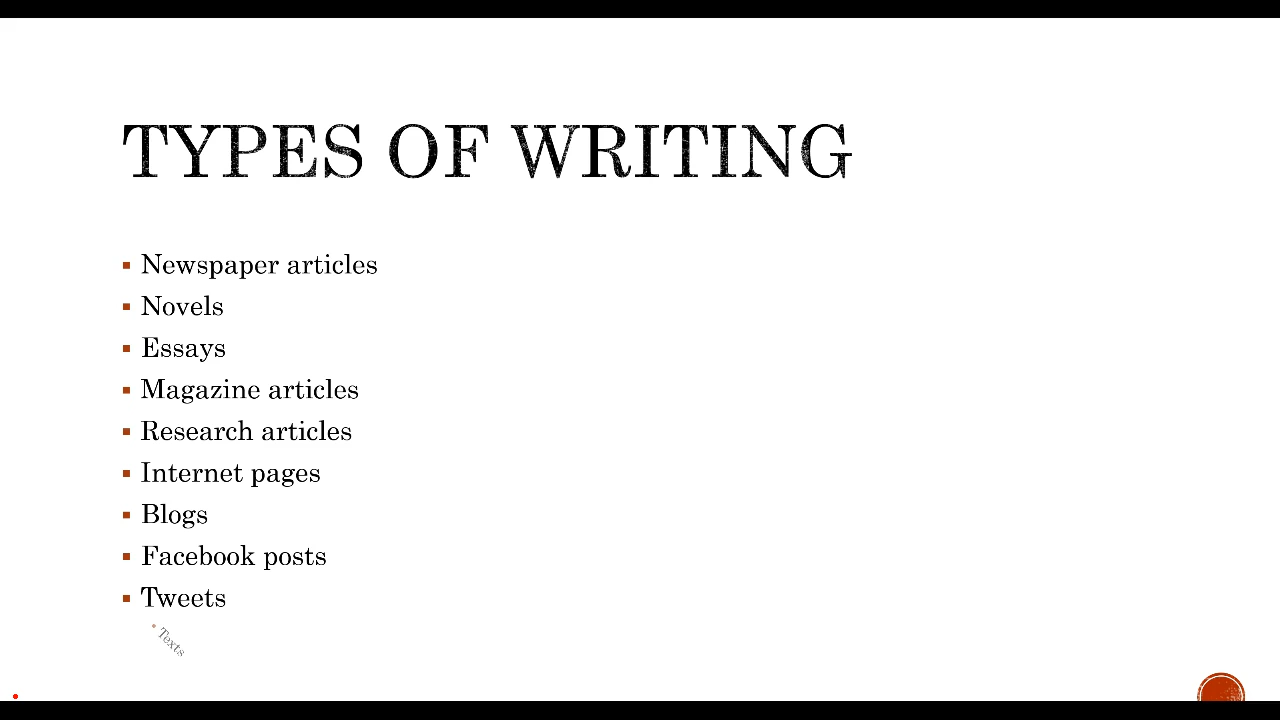 TYPES OF WRITING
Newspaper articles
Novels
Essays
Magazine articles
Research articles
Internet pages
Blogs
Facebook posts
Tweets
Texts